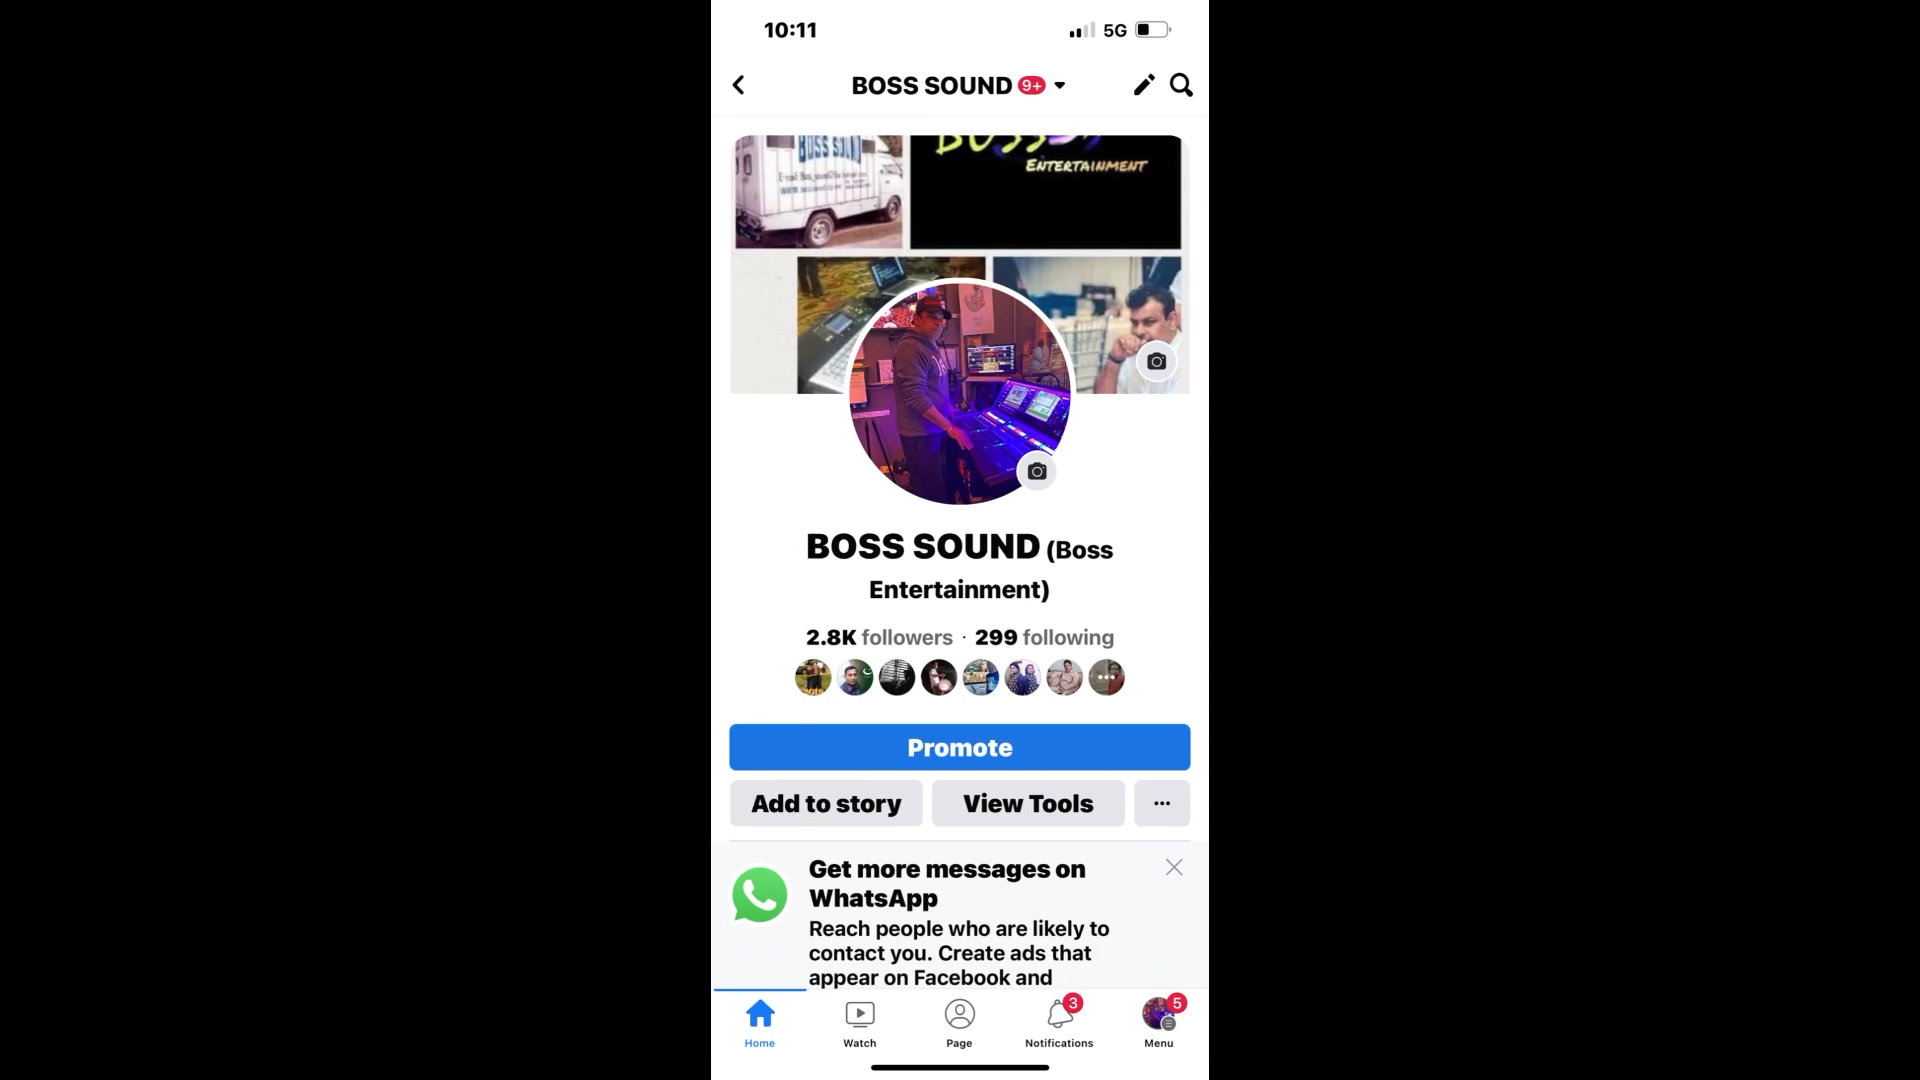 10:11
5G
BOSS SOUND 9+
BOSS SOUND
ENTERTAINMENT
BOSS SOUND (Boss
Entertainment)
2.8K followers · 299 following
Promote
Add to story
View Tools
Get more messages on
WhatsApp
Reach people who are likely to
contact you. Create ads that
appear on Facebook and
3
5
Home
Watch
Page
Notifications
Menu